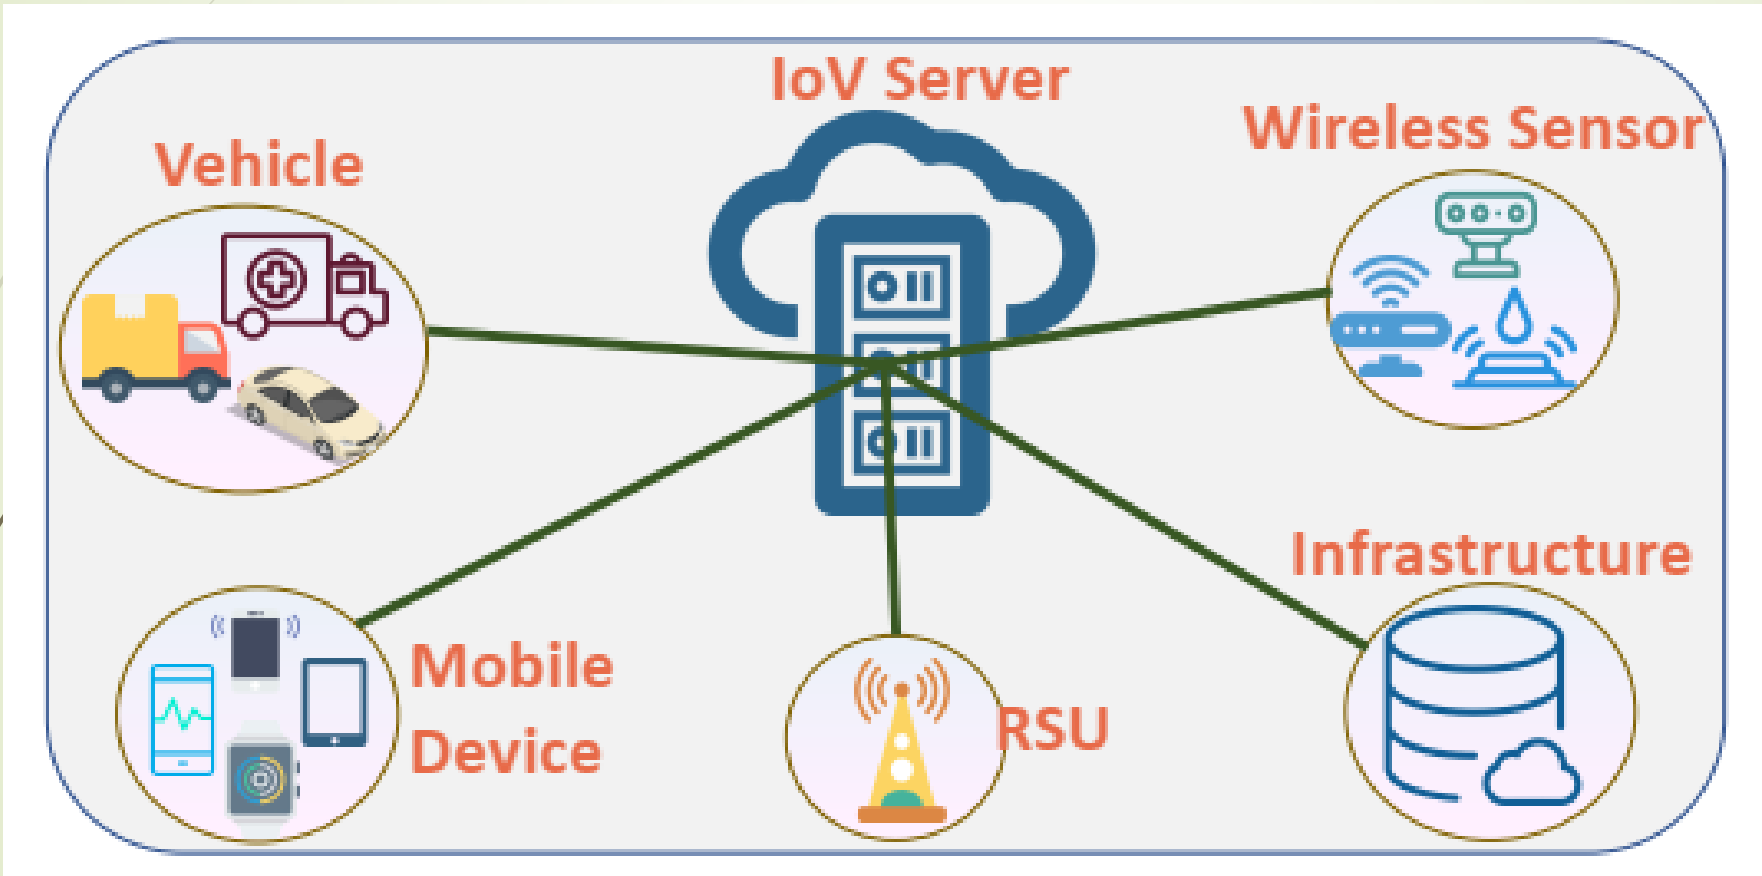 IoV Server
Wireless Sensor
Vehicle
Infrastructure
Mobile
Device
RSU